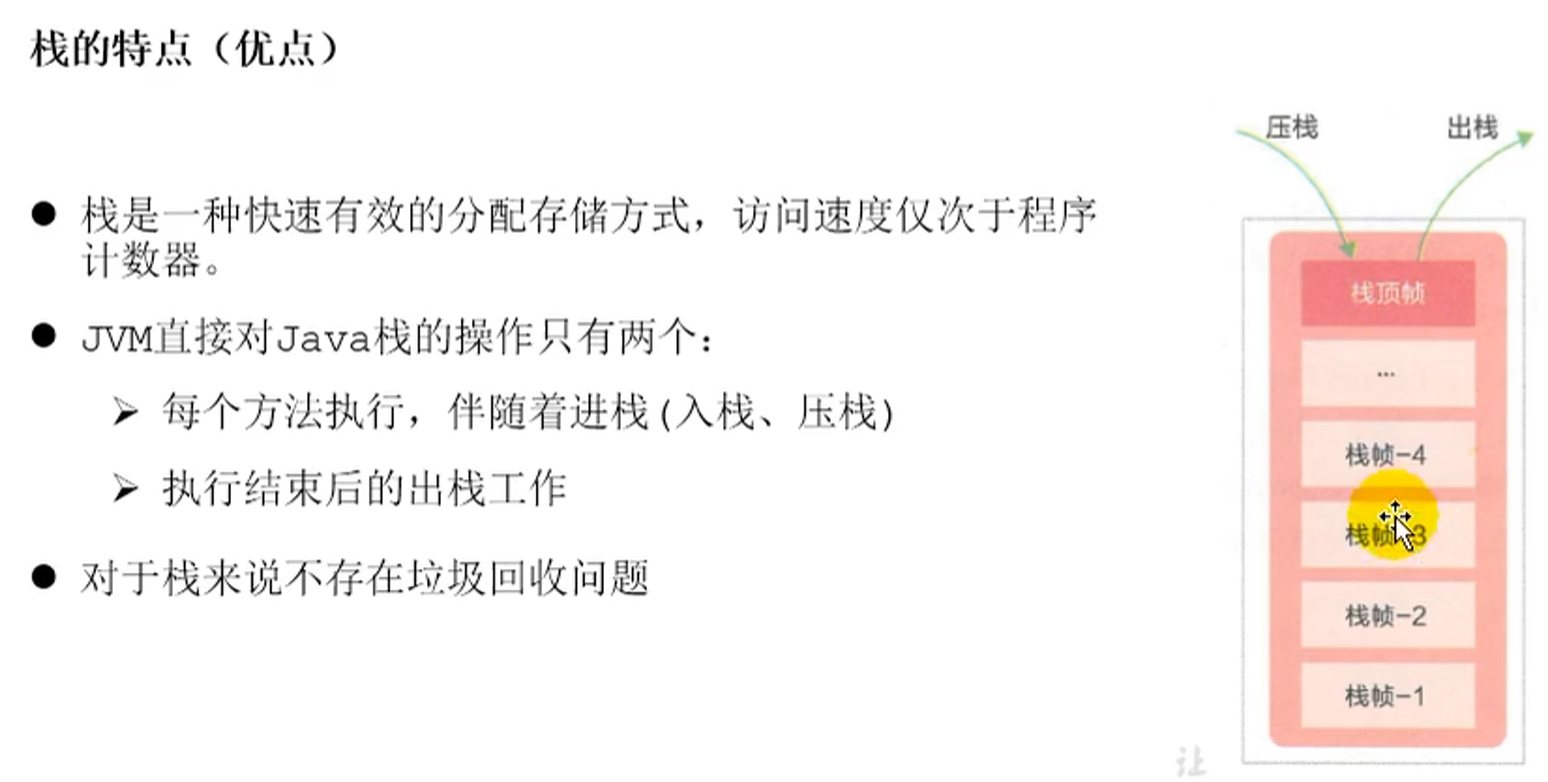 栈的特点（优点）
压栈
出栈
● 栈是一种快速有效的分配存储方式，访问速度仅次于程序
计数器。
● JVM直接对Java栈的操作只有两个：
➢ 每个方法执行，伴随着进栈(入栈、压栈)
➢ 执行结束后的出栈工作
● 对于栈来说不存在垃圾回收问题
栈顶帧
...
栈帧-4
栈帧-3
栈帧-2
栈帧-1
让